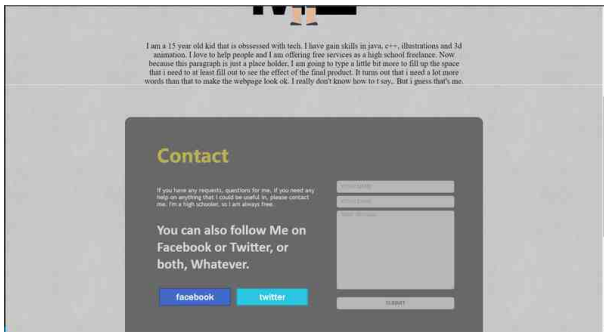 ME
I am a 15 year old kid that is obssessed with tech. I have gain skills in java, c++, illustrations and 3d
animation. I love to help people and I am offering free services as a high school freelance. Now
because this paragraph is just a place holder, I am going to type a little bit more to fill up the space
that i need to at least fill out to see the effect of the final product. It turns out that i need a lot more
words than that to make the webpage look ok. I really don't know how to t say,. But i guess that's me.
Contact
If you have any requests, questions for me, if you need any
help on anything that I could be useful in, please contact
me. I'm a high schooler, so I am always free.
You can also follow Me on
Facebook or Twitter, or
both, Whatever.
facebook
twitter
SUBMIT